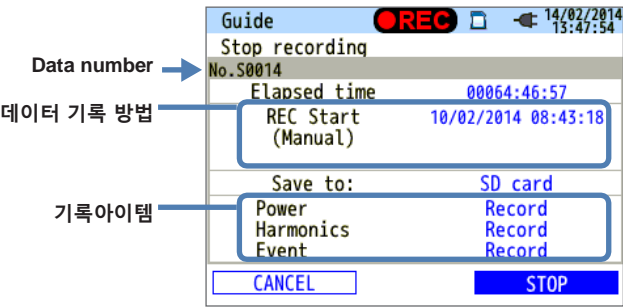 Guide REC 14/02/2014
13:47:54
Stop recording
Data number
No.S0014
Elapsed time 00064:46:57
데이터 기록 방법
REC Start 10/02/2014 08:43:18
(Manual)
Save to: SD card
기록아이템
Power Record
Harmonics Record
Event Record
CANCEL STOP